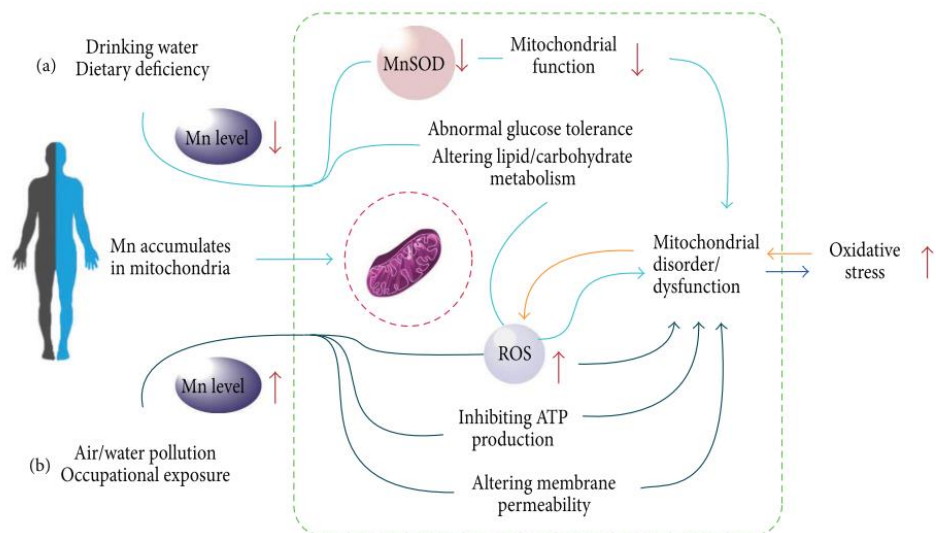 (a)
Drinking water
Dietary deficiency
Mn level
MnSOD
Mitochondrial
function
Abnormal glucose tolerance
Altering lipid/carbohydrate
metabolism
Mn accumulates
in mitochondria
Mitochondrial
disorder/
dysfunction
Oxidative
stress
ROS
Mn level
Inhibiting ATP
production
(b)
Air/water pollution
Occupational exposure
Altering membrane
permeability